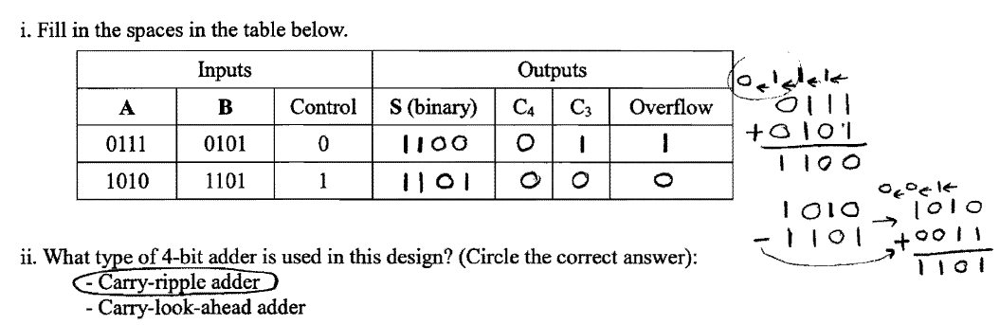 i. Fill in the spaces in the table below.
Inputs Outputs
A B Control S (binary) C4 C3 Overflow
0111 0101 0 1100 0 1 1
1010 1101 1 1101 0 0 0
0 1 1 1
0111
+0101
1100
0 0 1
1010 1010
-1101 +0011
1101
ii. What type of 4-bit adder is used in this design? (Circle the correct answer):
- Carry-ripple adder
- Carry-look-ahead adder